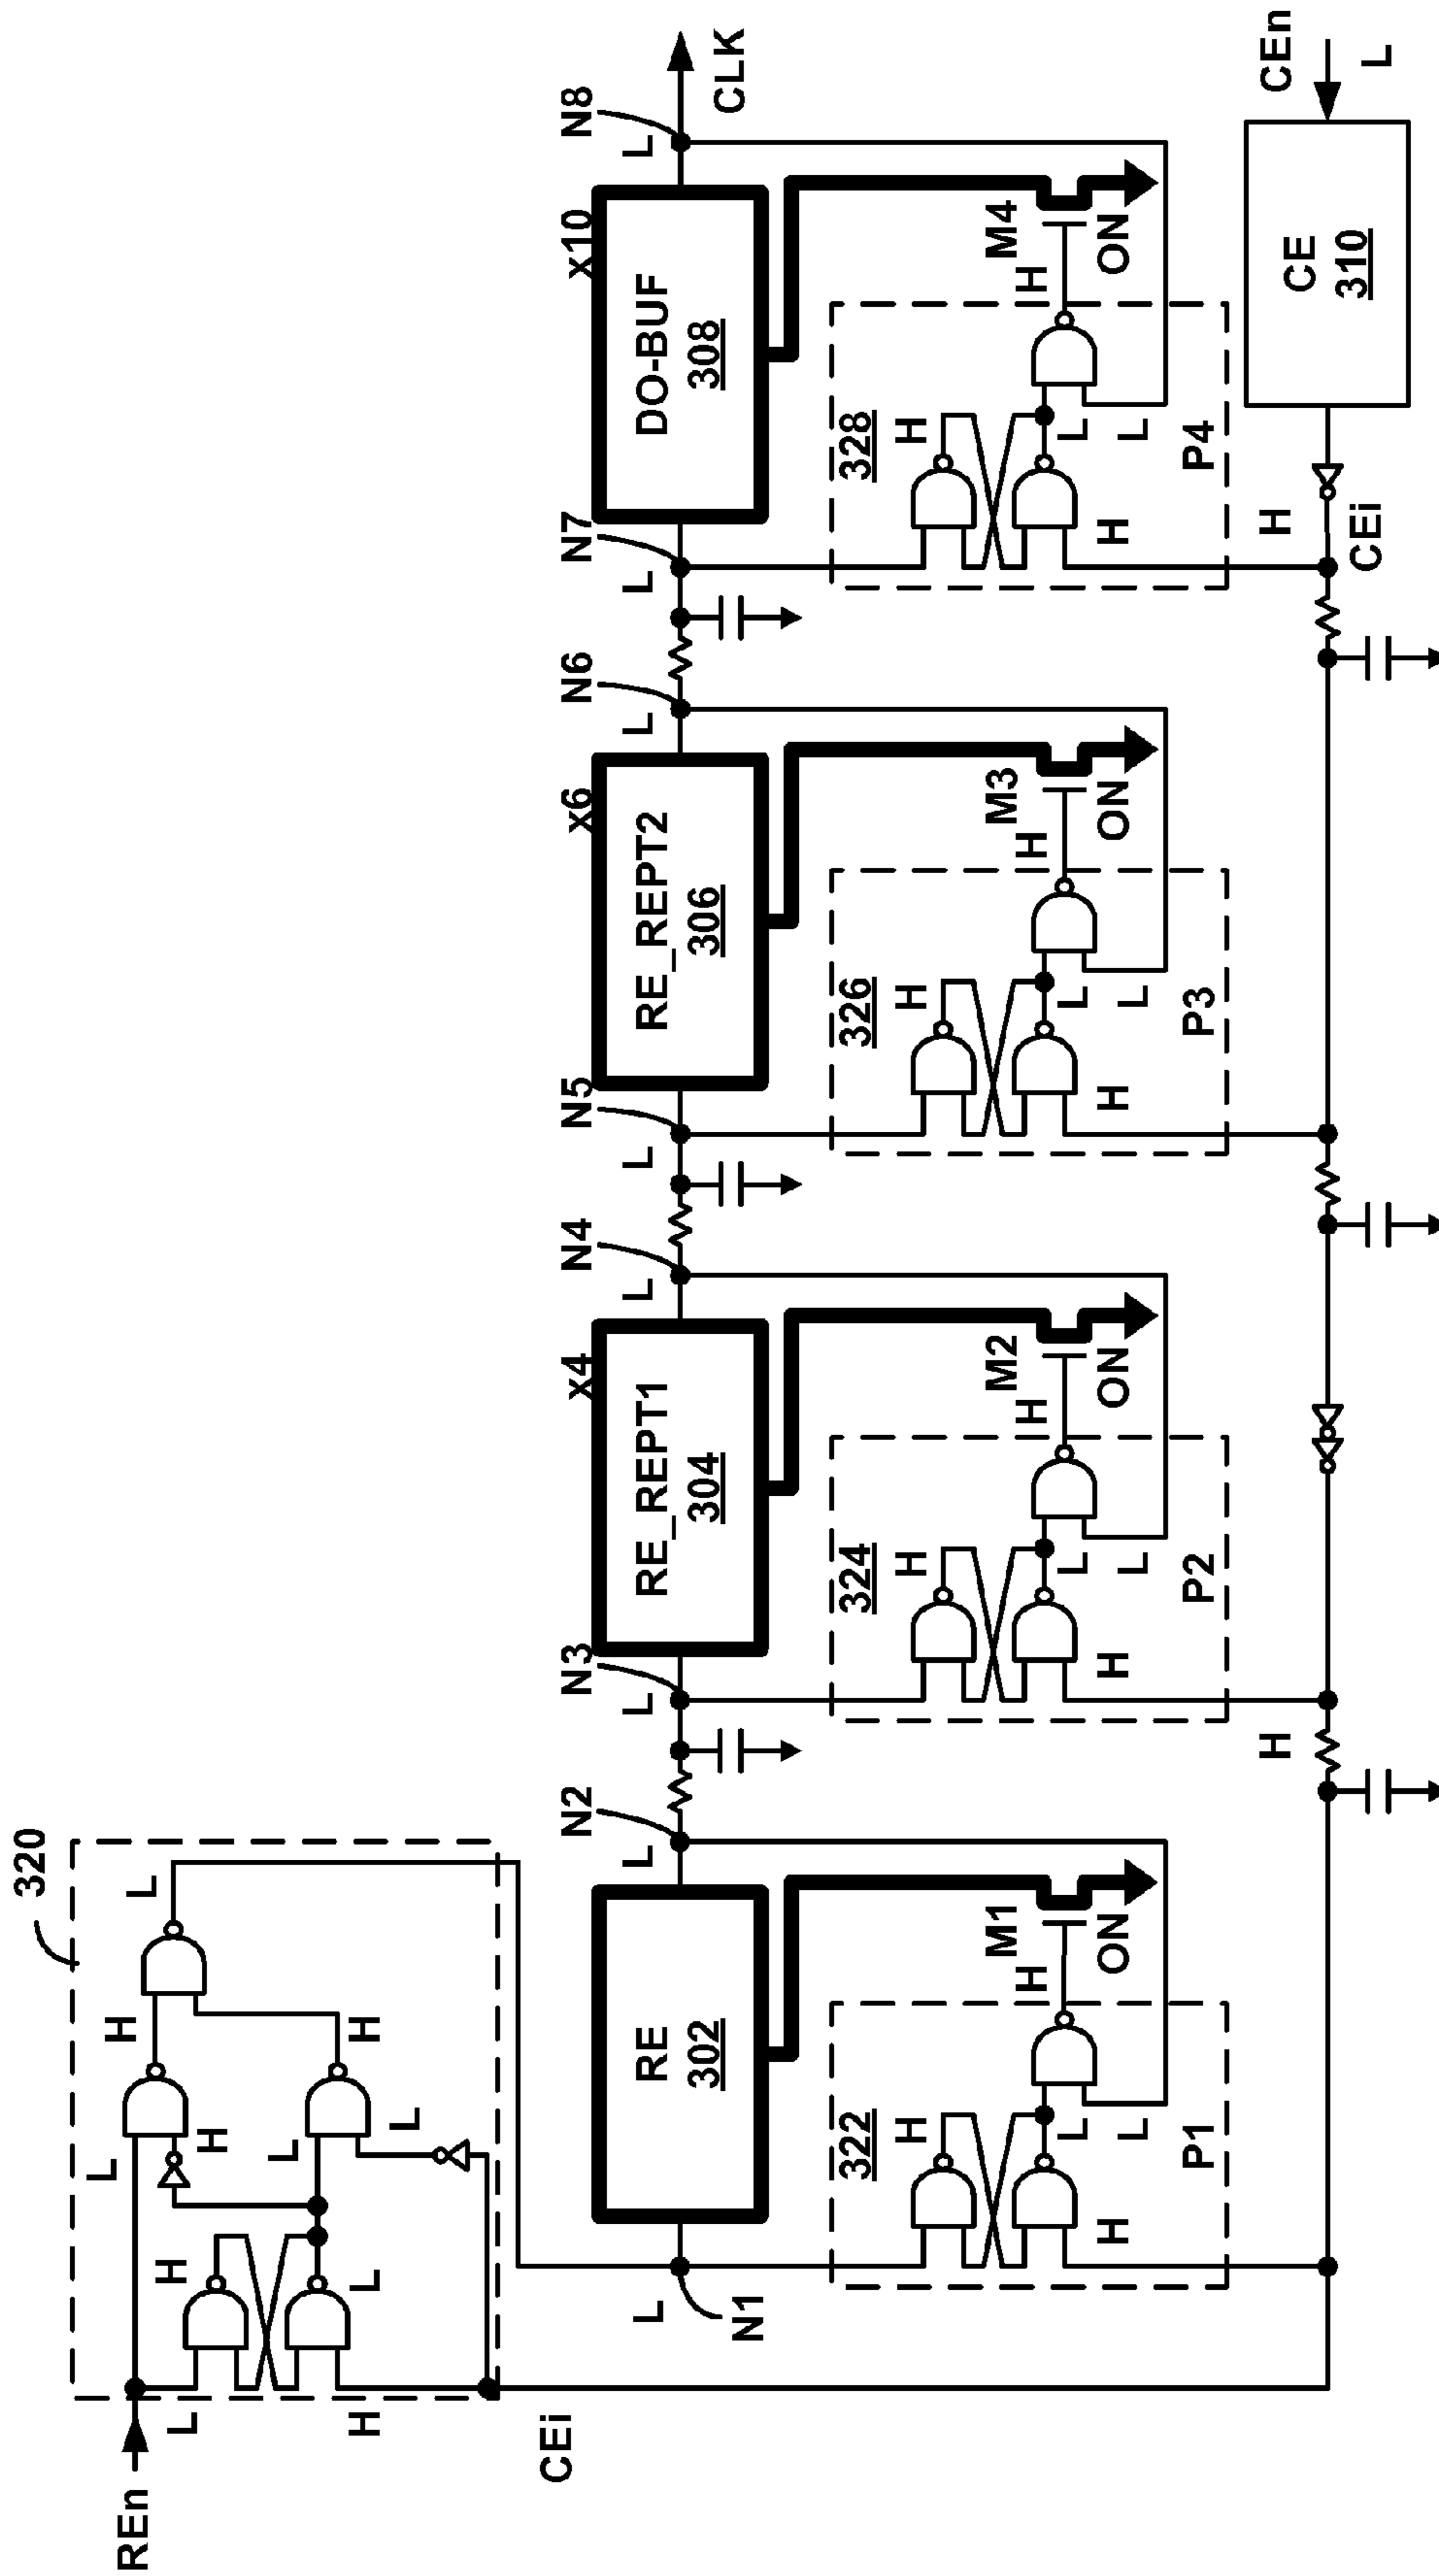 320
REn
L
L
H
H
L
H
L
H
L
H
L
L
CEi
N1
L
RE
302
N2
L
322
H
L
H
L
P1
H
M1
ON
N3
L
RE_REPT1
304
x4
N4
L
324
H
L
H
L
P2
H
M2
ON
N5
L
RE_REPT2
306
x6
N6
L
326
H
L
H
L
P3
H
M3
ON
N7
L
DO-BUF
308
x10
N8
L
CLK
328
H
L
H
L
P4
H
M4
ON
H
H
CEi
CE
310
CEn
L